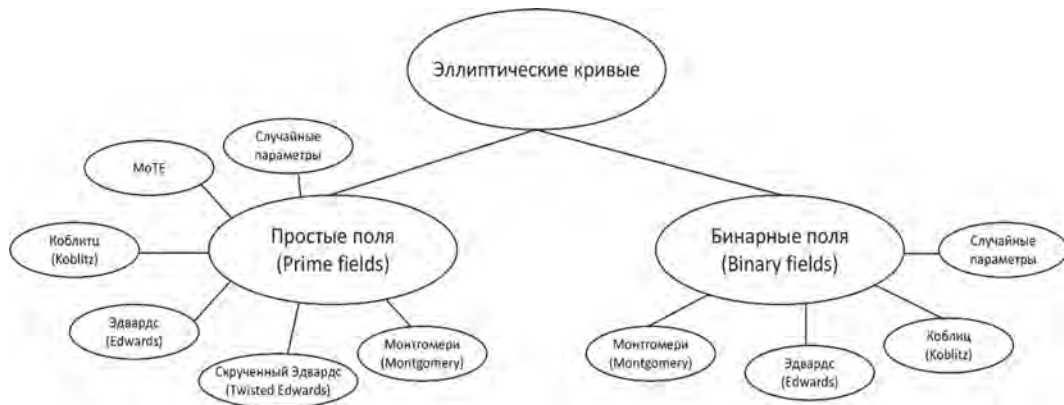 Эллиптические кривые
Случайные
параметры
MoTE
Коблитц
(Koblitz)
Простые поля
(Prime fields)
Эдвардс
(Edwards)
Скрученный Эдвардс
(Twisted Edwards)
Монтгомери
(Montgomery)
Бинарные поля
(Binary fields)
Случайные
параметры
Монтгомери
(Montgomery)
Эдвардс
(Edwards)
Коблиц
(Koblitz)